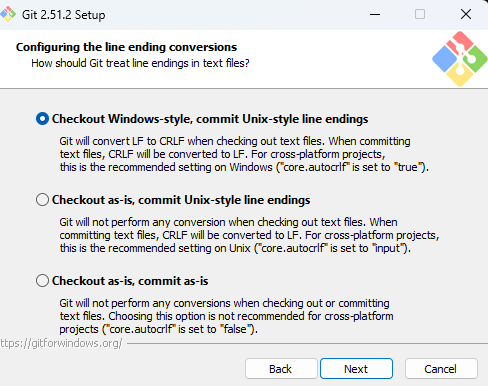 Git 2.51.2 Setup
Configuring the line ending conversions
How should Git treat line endings in text files?
Checkout Windows-style, commit Unix-style line endings
Git will convert LF to CRLF when checking out text files. When committing
text files, CRLF will be converted to LF. For cross-platform projects,
this is the recommended setting on Windows ("core.autocrlf" is set to "true").
Checkout as-is, commit Unix-style line endings
Git will not perform any conversion when checking out text files. When
committing text files, CRLF will be converted to LF. For cross-platform projects,
this is the recommended setting on Unix ("core.autocrlf" is set to "input").
Checkout as-is, commit as-is
Git will not perform any conversions when checking out or committing
text files. Choosing this option is not recommended for cross-platform
projects ("core.autocrlf" is set to "false").
ttps://gitforwindows.org/
Back Next Cancel